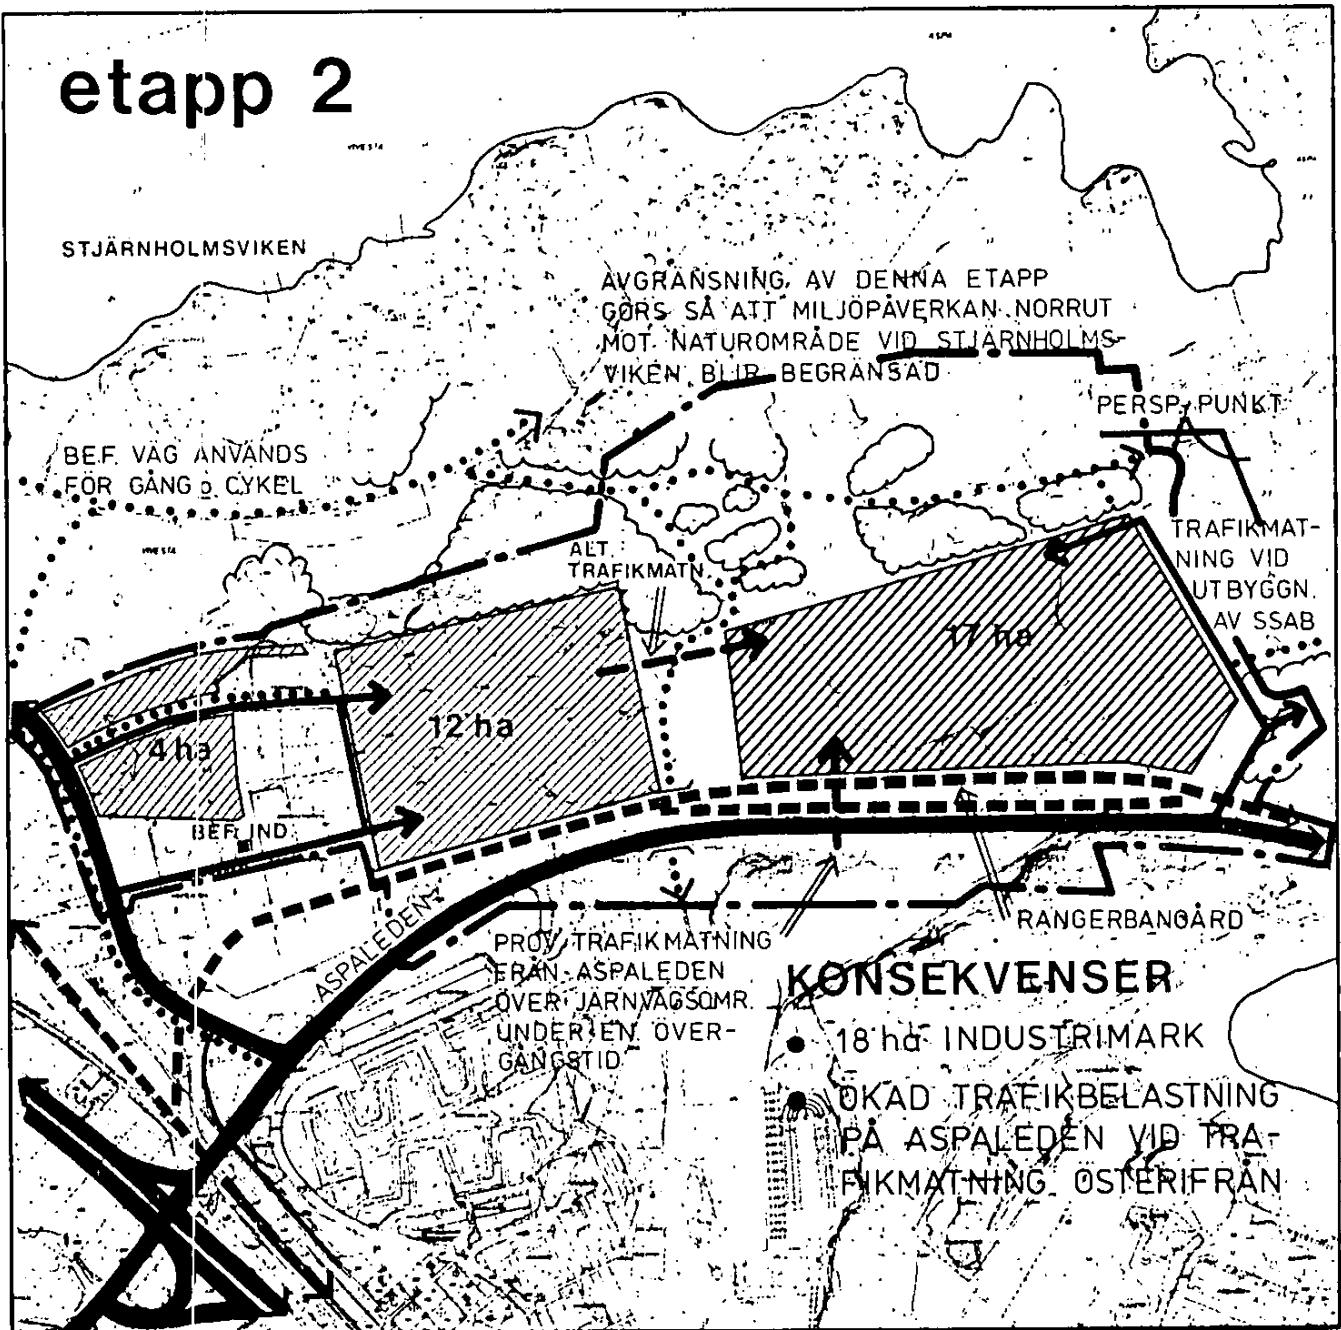 etapp 2
STJÄRNHOLMSVIKEN
AVGRÄNSNING AV DENNA ETAPP
GÖRS SÅ ATT MILJÖPÅVERKAN NORRUT
MOT NATUROMRÅDE VID STJÄRNHOLMS-
VIKEN BLIR BEGRÄNSAD
PERSP. PUNKT
BEF. VÄG ANVÄNDS
FÖR GÅNG o CYKEL
ALT.
TRAFIKMATN.
TRAFIKMAT-
NING VID
UTBYGGN.
AV SSAB
17 ha
12 ha
4 ha
BEF. IND.
ASPALEDEN
RANGERBANGÅRD
PROV. TRAFIKMATNING
FRÅN ASPALEDEN
ÖVER JÄRNVÄGSOMR.
UNDER EN ÖVER-
GÅNGSTID
KONSEKVENSER
• 18 ha INDUSTRIMARK
• ÖKAD TRAFIKBELASTNING
PÅ ASPALEDEN VID TRA-
FIKMATNING ÖSTERIFRÅN